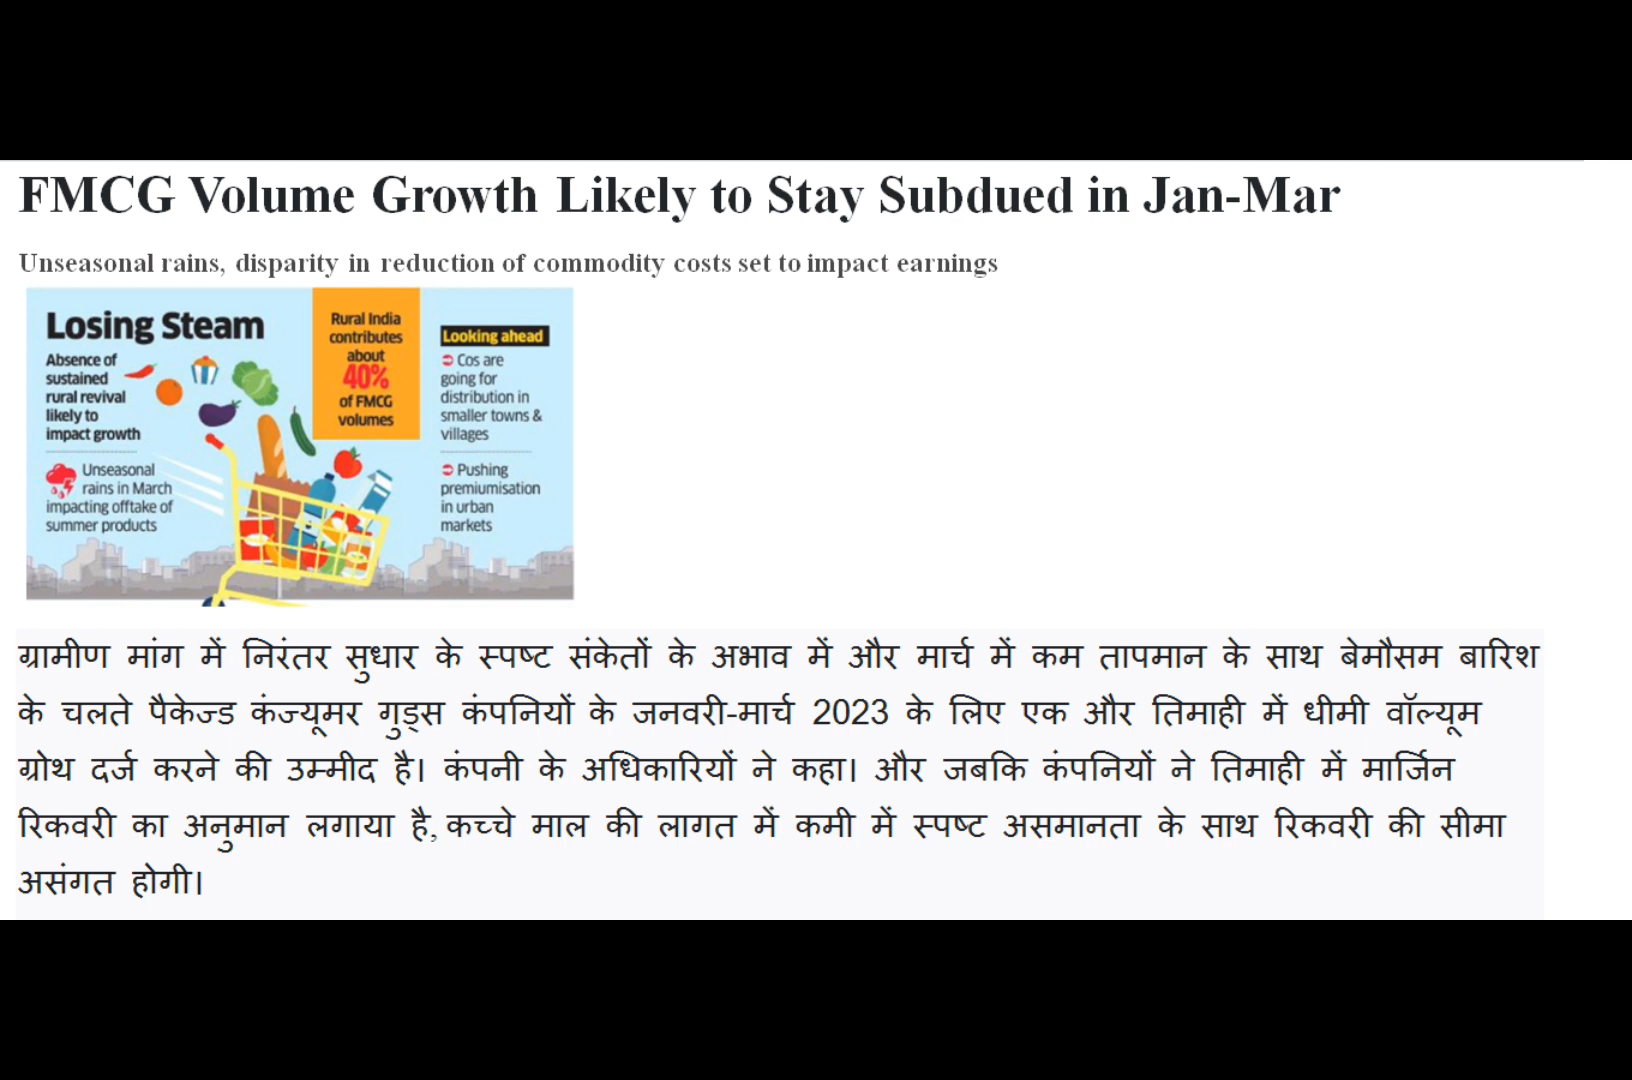 FMCG Volume Growth Likely to Stay Subdued in Jan-Mar
Unseasonal rains, disparity in reduction of commodity costs set to impact earnings
Losing Steam
Absence of
sustained
rural revival
likely to
impact growth
Unseasonal
rains in March
impacting offtake of
summer products
Rural India
contributes
about
40%
of FMCG
volumes
Looking ahead
Cos are
going for
distribution in
smaller towns &
villages
Pushing
premiumisation
in urban
markets
ग्रामीण मांग में निरंतर सुधार के स्पष्ट संकेतों के अभाव में और मार्च में कम तापमान के साथ बेमौसम बारिश
के चलते पैकेज्ड कंज्यूमर गुड्स कंपनियों के जनवरी-मार्च 2023 के लिए एक और तिमाही में धीमी वॉल्यूम
ग्रोथ दर्ज करने की उम्मीद है। कंपनी के अधिकारियों ने कहा। और जबकि कंपनियों ने तिमाही में मार्जिन
रिकवरी का अनुमान लगाया है, कच्चे माल की लागत में कमी में स्पष्ट असमानता के साथ रिकवरी की सीमा
असंगत होगी।